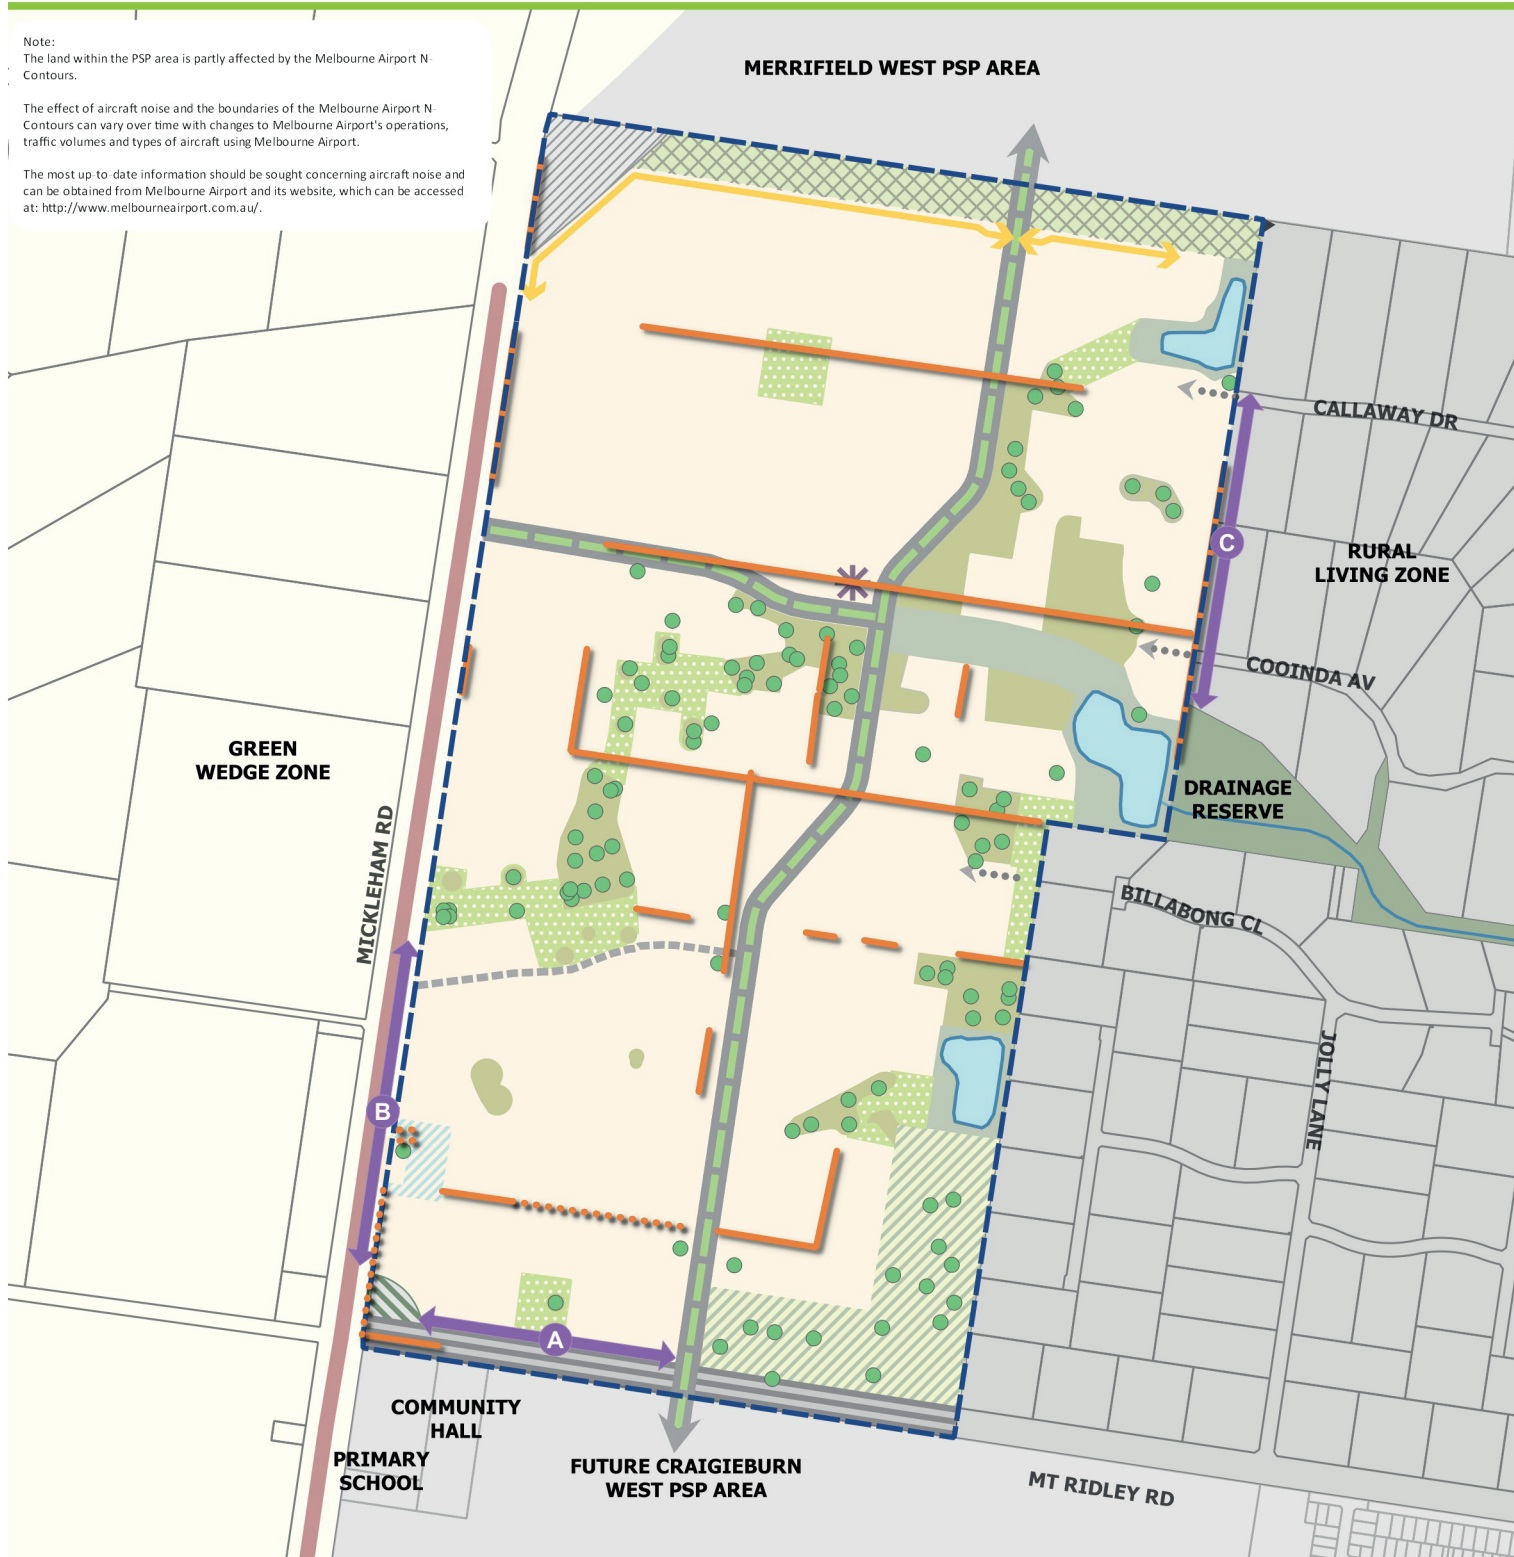 Note:
The land within the PSP area is partly affected by the Melbourne Airport N-
Contours.
The effect of aircraft noise and the boundaries of the Melbourne Airport N-
Contours can vary over time with changes to Melbourne Airport's operations,
traffic volumes and types of aircraft using Melbourne Airport.
The most up-to-date information should be sought concerning aircraft noise and
can be obtained from Melbourne Airport and its website, which can be accessed
at: http://www.melbourneairport.com.au/.
MERRIFIELD WEST PSP AREA
CALLAWAY DR
C
RURAL
LIVING ZONE
COOINDA AV
GREEN
WEDGE ZONE
DRAINAGE
RESERVE
MICKLEHAM RD
BILLABONG CL
JOLLY LANE
B
A
COMMUNITY
HALL
PRIMARY
SCHOOL
FUTURE CRAIGIEBURN
WEST PSP AREA
MT RIDLEY RD